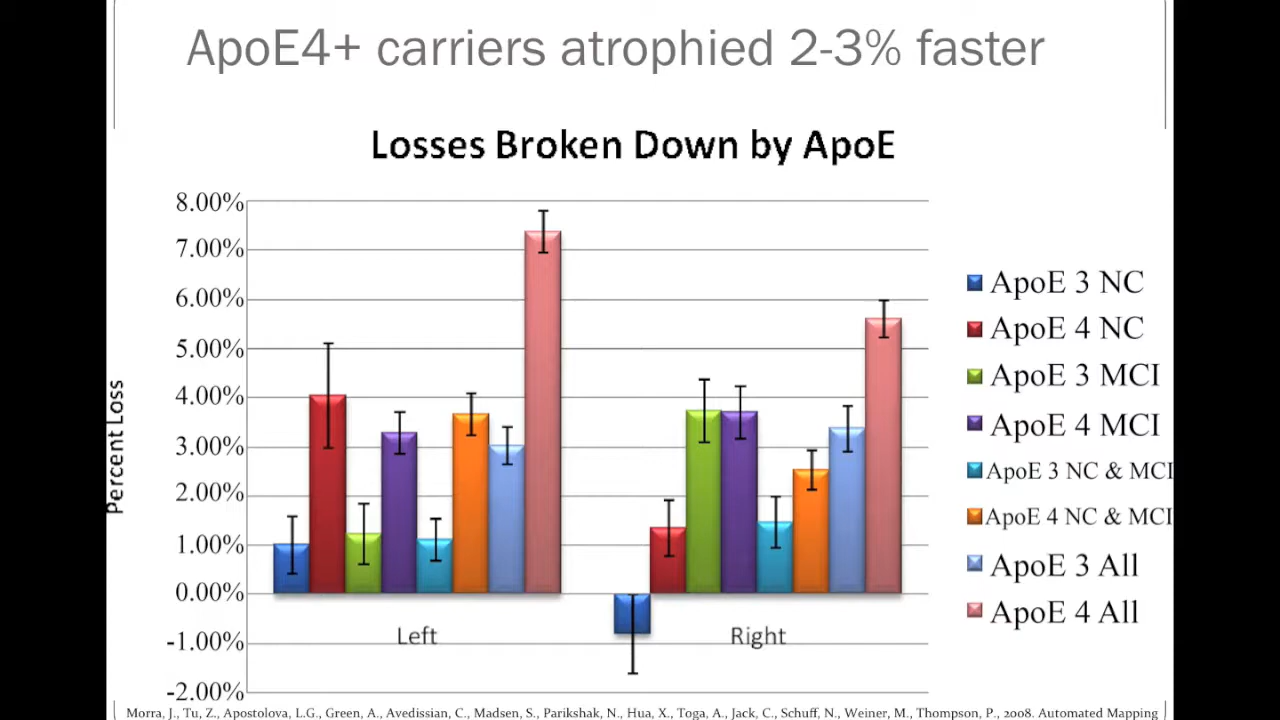 ApoE4+ carriers atrophied 2-3% faster
Losses Broken Down by ApoE
Percent Loss
8.00%
7.00%
6.00%
5.00%
4.00%
3.00%
2.00%
1.00%
0.00%
-1.00%
-2.00%
Left
Right
ApoE 3 NC
ApoE 4 NC
ApoE 3 MCI
ApoE 4 MCI
ApoE 3 NC & MCI
ApoE 4 NC & MCI
ApoE 3 All
ApoE 4 All
Morra, J., Tu, Z., Apostolova, L.G., Green, A., Avedissian, C., Madsen, S., Parikshak, N., Hua, X., Toga, A., Jack, C., Schuff, N., Weiner, M., Thompson, P., 2008. Automated Mapping